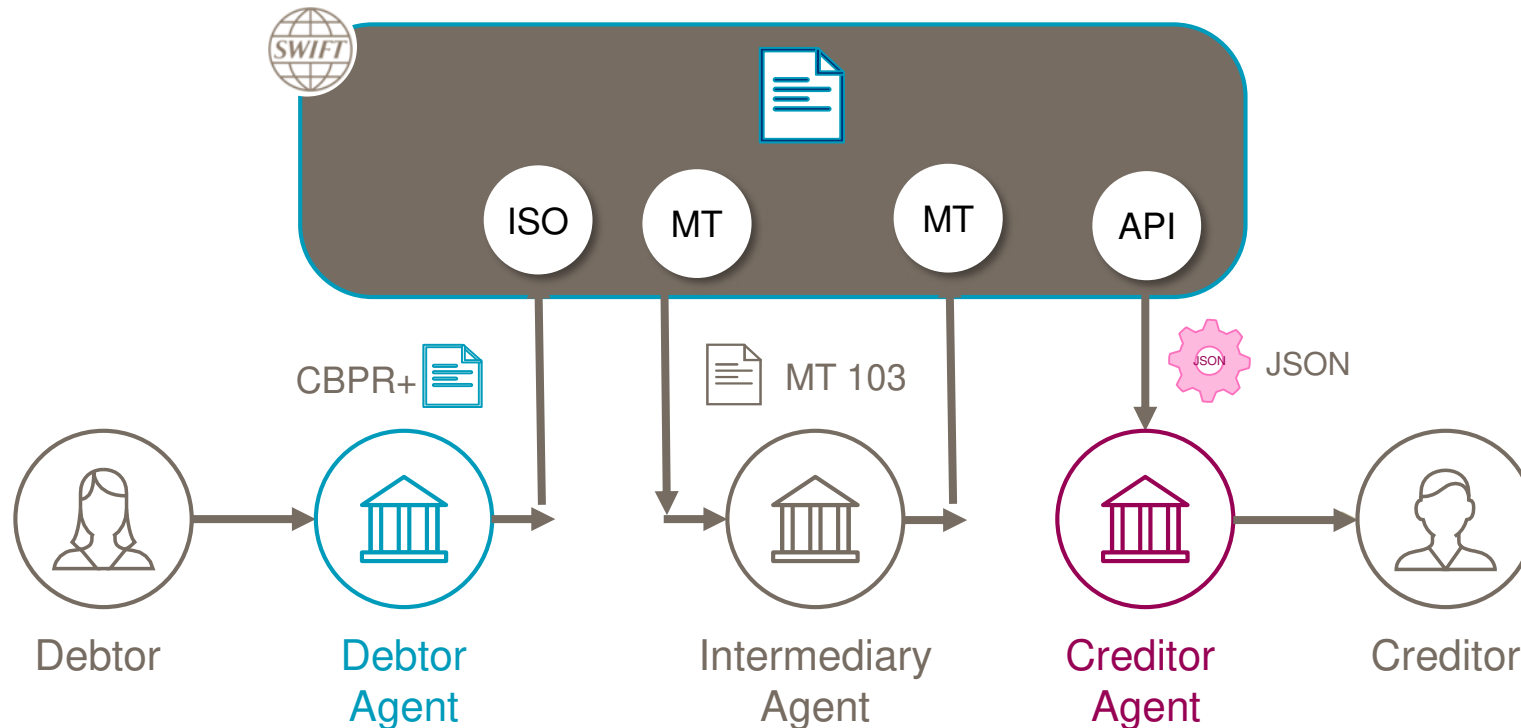 SWIFT
ISO
MT
MT
API
CBPR+
MT 103
JSON
JSON
Debtor
Debtor
Agent
Intermediary
Agent
Creditor
Agent
Creditor